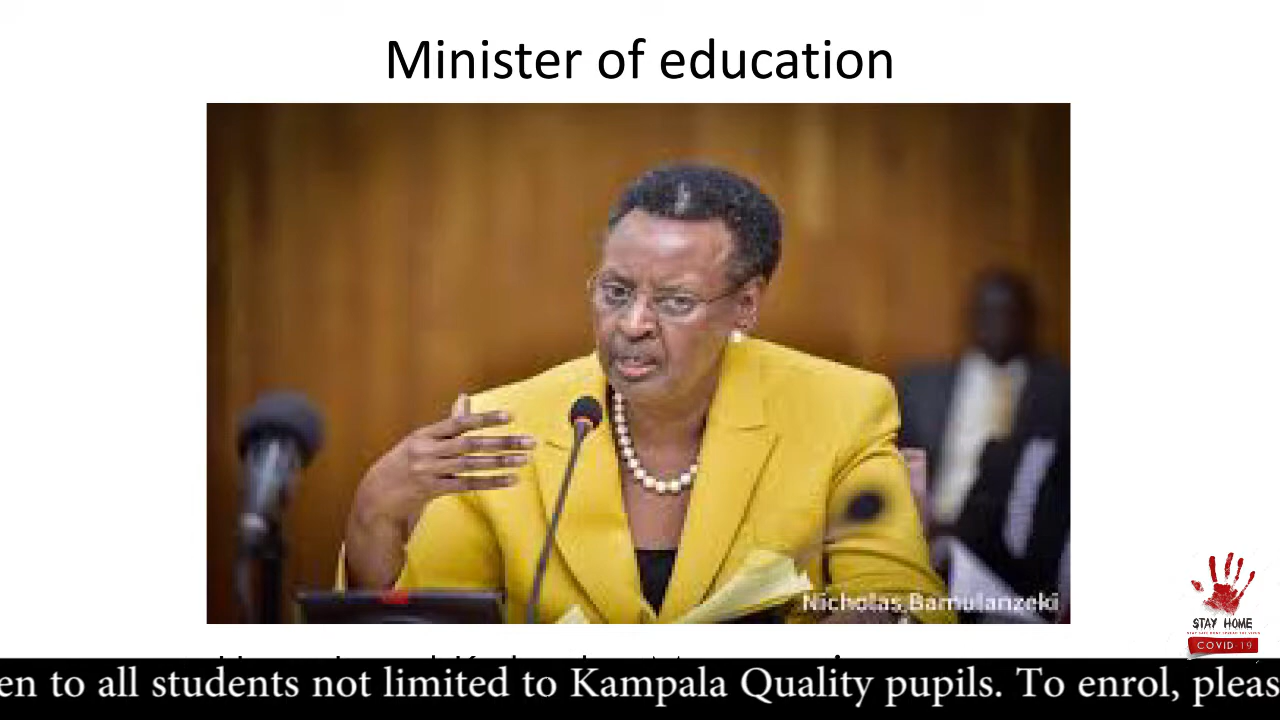 Minister of education
Nicholas Bamulanzeki
STAY HOME
COVID-19
en to all students not limited to Kampala Quality pupils. To enrol, pleas